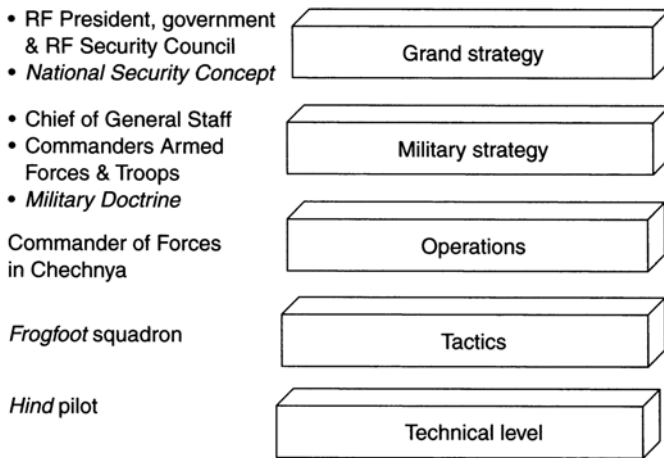 • RF President, government
& RF Security Council
• National Security Concept
Grand strategy
• Chief of General Staff
• Commanders Armed
Forces & Troops
• Military Doctrine
Military strategy
Commander of Forces
in Chechnya
Operations
Frogfoot squadron
Tactics
Hind pilot
Technical level